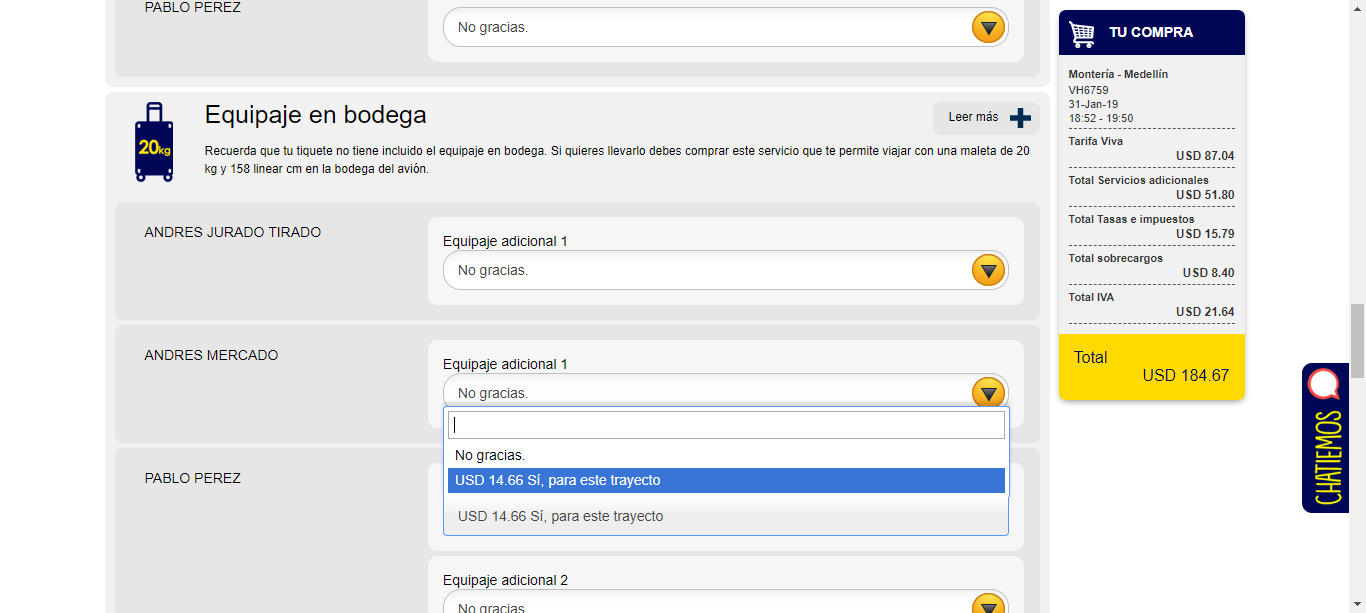 PABLO PEREZ
No gracias.
Equipaje en bodega
Leer más
20kg
Recuerda que tu tiquete no tiene incluido el equipaje en bodega. Si quieres llevarlo debes comprar este servicio que te permite viajar con una maleta de 20
kg y 158 linear cm en la bodega del avión.
ANDRES JURADO TIRADO
Equipaje adicional 1
No gracias.
ANDRES MERCADO
Equipaje adicional 1
No gracias.
No gracias.
USD 14.66 Sí, para este trayecto
PABLO PEREZ
USD 14.66 Sí, para este trayecto
Equipaje adicional 2
No gracias.
TU COMPRA
Montería - Medellín
VH6759
31-Jan-19
18:52 - 19:50
Tarifa Viva
USD 87.04
Total Servicios adicionales
USD 51.80
Total Tasas e impuestos
USD 15.79
Total sobrecargos
USD 8.40
Total IVA
USD 21.64
Total
USD 184.67
CHATIEMOS